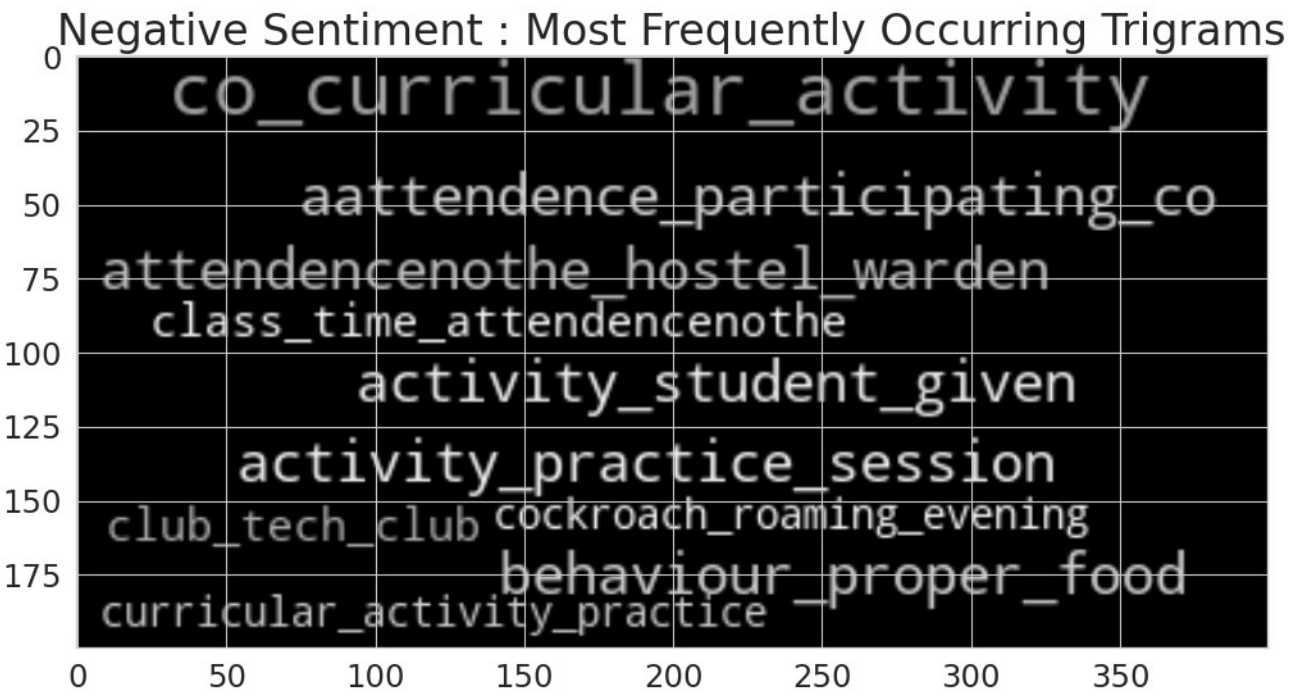 Negative Sentiment : Most Frequently Occurring Trigrams
0
co_curricular_activity
25
aattendence_participating_co
50
attendencenothe_hostel_warden
75
class_time_attendencenothe
100
activity_student_given
125
activity_practice_session
150
club_tech_club cockroach_roaming_evening
175 behaviour_proper_food
curricular_activity_practice
0 50 100 150 200 250 300 350